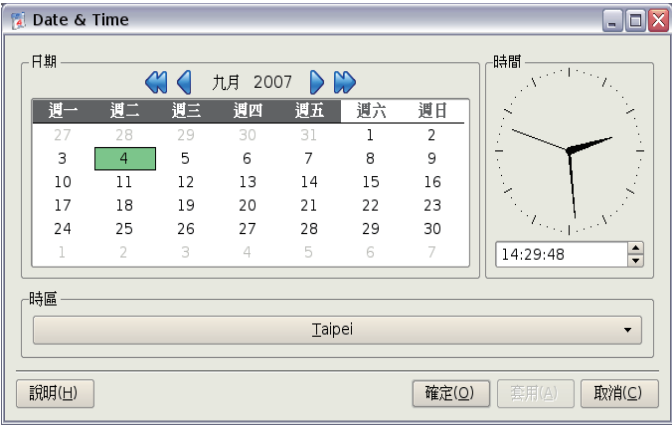 Date & Time
日期
時間
九月 2007
週一 週二 週三 週四 週五 週六 週日
27 28 29 30 31 1 2
3 4 5 6 7 8 9
10 11 12 13 14 15 16
17 18 19 20 21 22 23
24 25 26 27 28 29 30
1 2 3 4 5 6 7
14:29:48
時區
Taipei
說明(H) 確定(O) 套用(A) 取消(C)